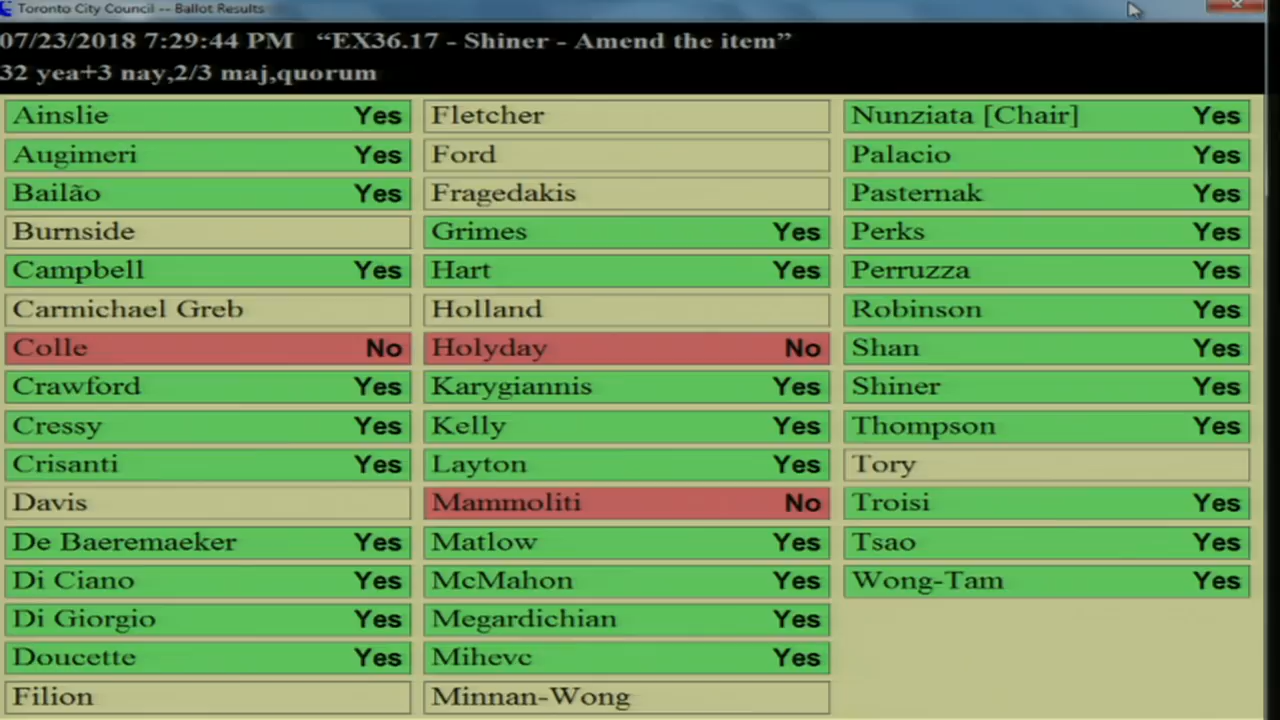 Toronto City Council -- Ballot Results
07/23/2018 7:29:44 PM “EX36.17 - Shiner - Amend the item”
32 yea+3 nay,2/3 maj,quorum
Ainslie Yes
Augimeri Yes
Bailão Yes
Burnside
Campbell Yes
Carmichael Greb
Colle No
Crawford Yes
Cressy Yes
Crisanti Yes
Davis
De Baeremaeker Yes
Di Ciano Yes
Di Giorgio Yes
Doucette Yes
Filion
Fletcher
Ford
Fragedakis
Grimes Yes
Hart Yes
Holland
Holyday No
Karygiannis Yes
Kelly Yes
Layton Yes
Mammoliti No
Matlow Yes
McMahon Yes
Megardichian Yes
Mihevc Yes
Minnan-Wong
Nunziata [Chair] Yes
Palacio Yes
Pasternak Yes
Perks Yes
Perruzza Yes
Robinson Yes
Shan Yes
Shiner Yes
Thompson Yes
Tory
Troisi Yes
Tsao Yes
Wong-Tam Yes